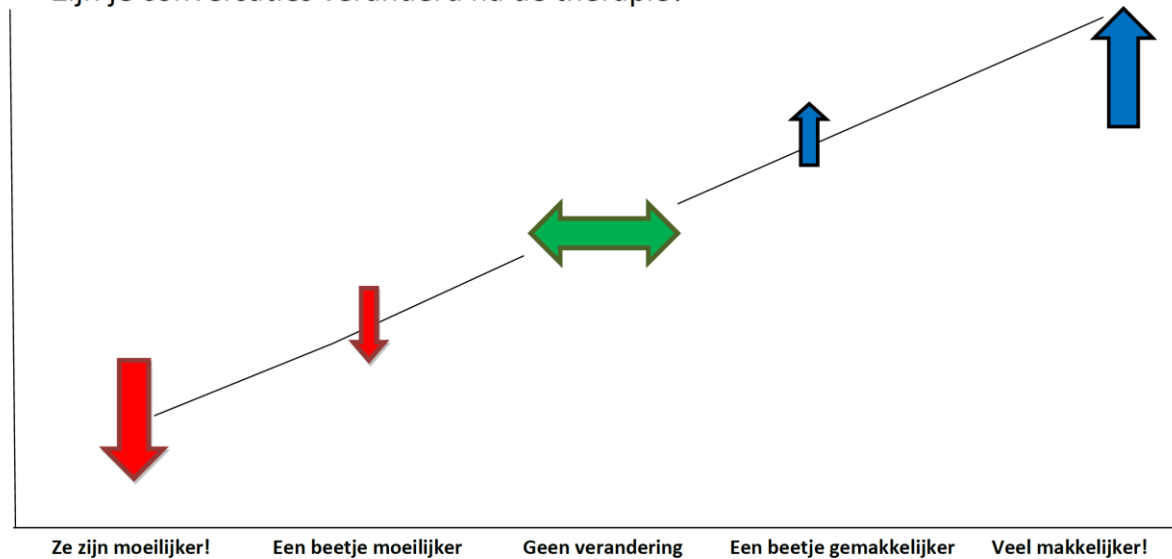 Zijn je conversaties veranderd na de therapie?
Ze zijn moeilijker! Een beetje moeilijker Geen verandering Een beetje gemakkelijker Veel makkelijker!